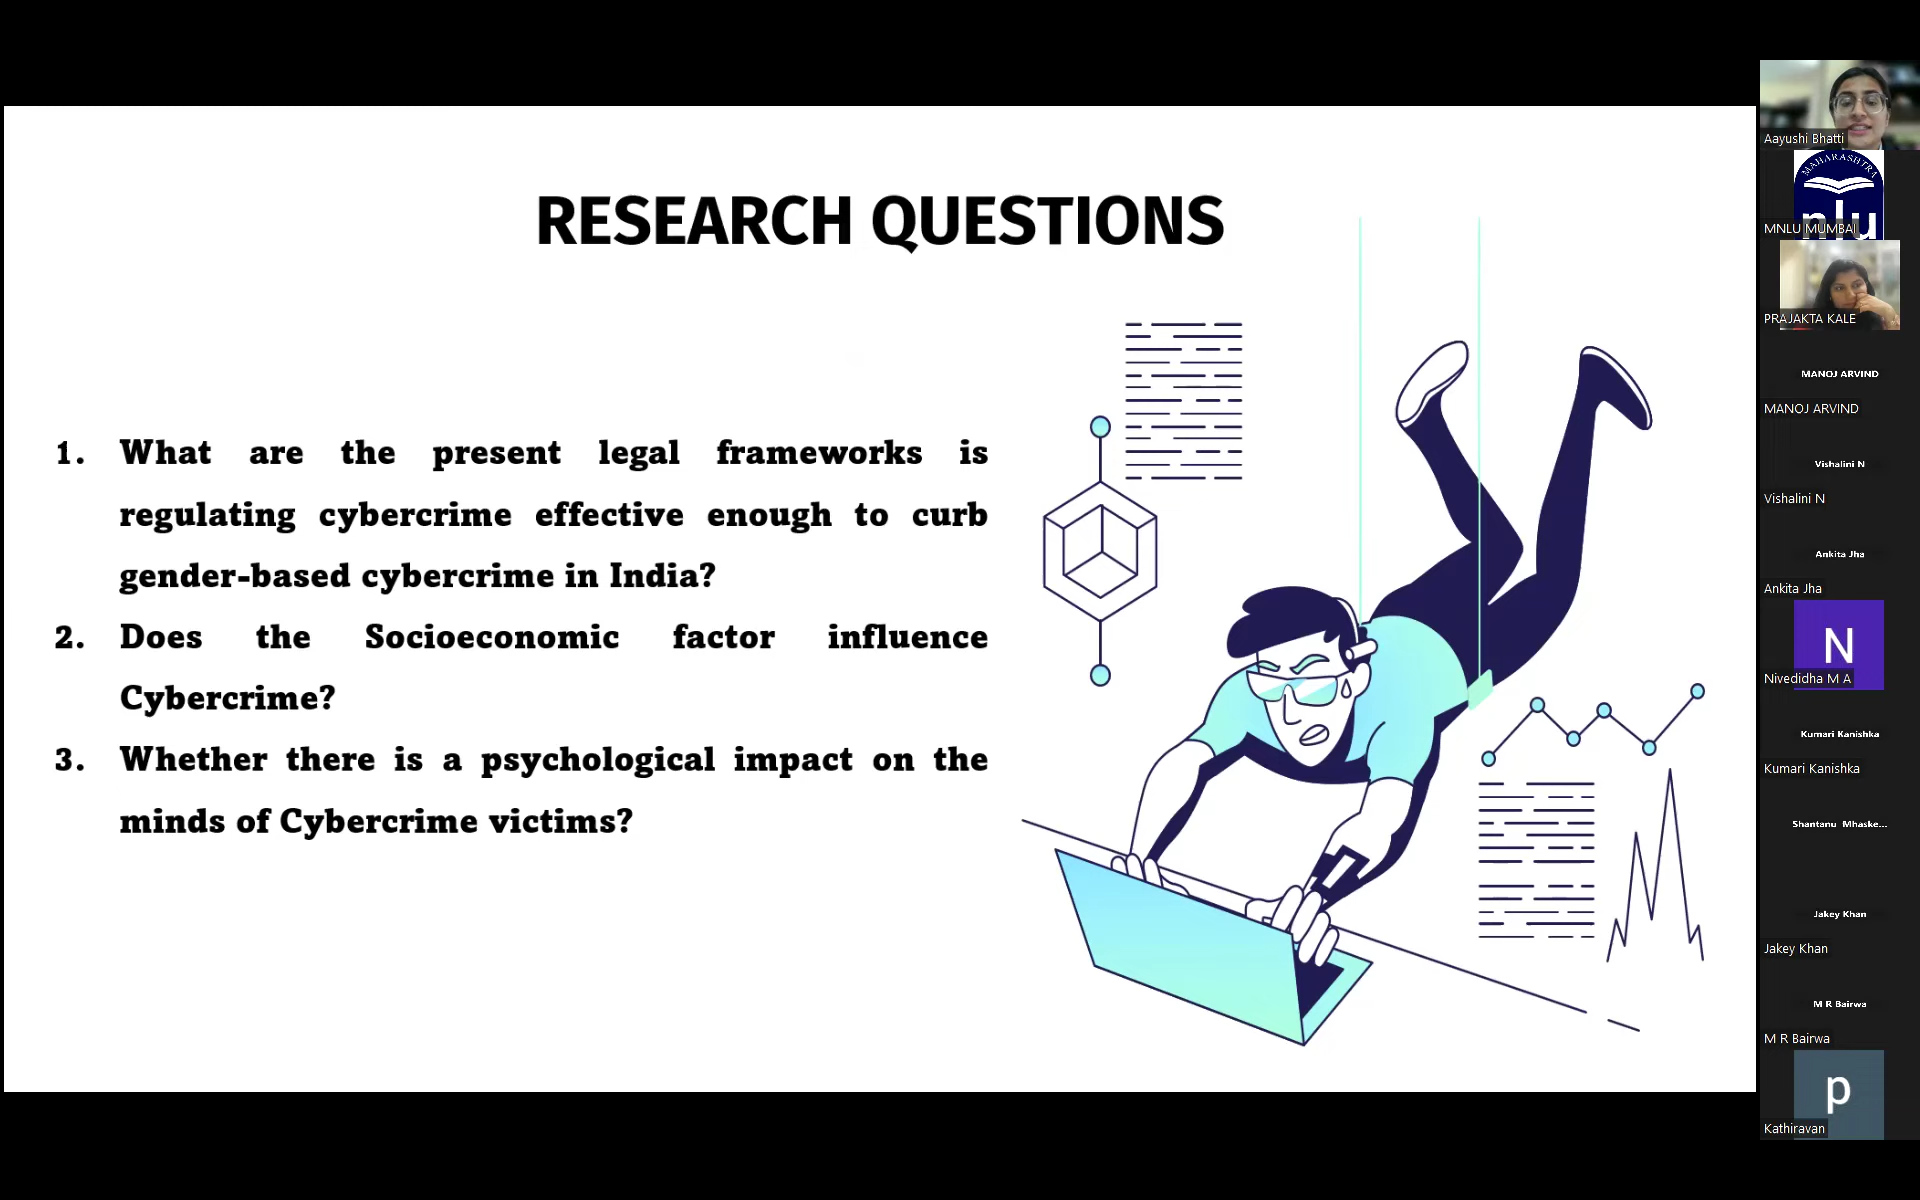 RESEARCH QUESTIONS
1. What are the present legal frameworks is
regulating cybercrime effective enough to curb
gender-based cybercrime in India?
2. Does the Socioeconomic factor influence
Cybercrime?
3. Whether there is a psychological impact on the
minds of Cybercrime victims?
Aayushi Bhatti
MAHARASHTRA
nlu
MNLU MUMBAI
PRAJAKTA KALE
MANOJ ARVIND
MANOJ ARVIND
Vishalini N
Vishalini N
Ankita Jha
Ankita Jha
N
Nivedidha M A
Kumari Kanishka
Kumari Kanishka
Shantanu Mhaske...
Jakey Khan
Jakey Khan
M R Bairwa
M R Bairwa
p
Kathiravan